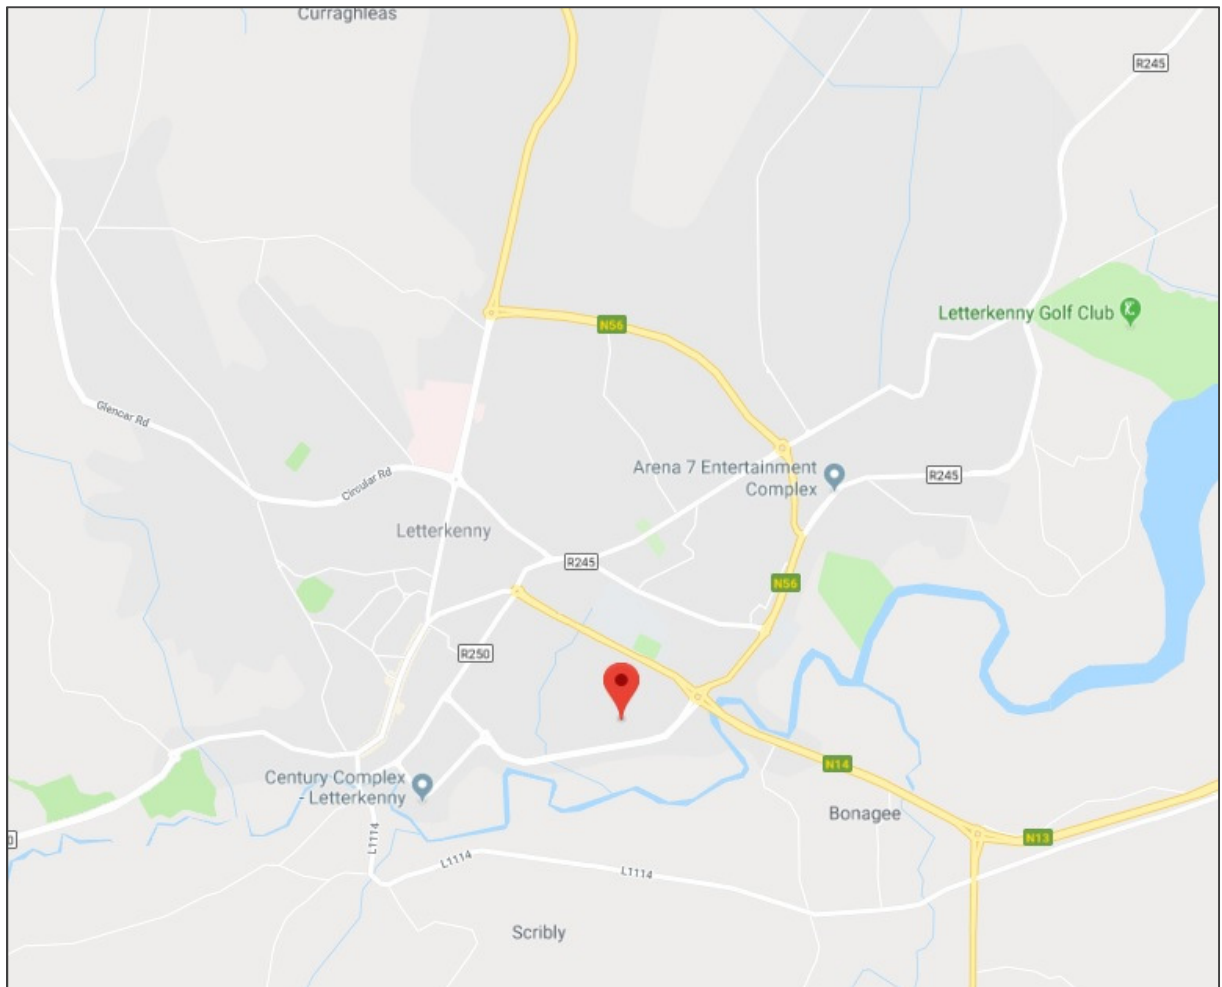 Curraghleas
R245
N56
Letterkenny Golf Club
Glencar Rd
Circular Rd
Arena 7 Entertainment
Complex
R245
Letterkenny
R245
N56
R250
Century Complex
- Letterkenny
N14
Bonagee
N13
L1114
L1114
L1114
Scribly